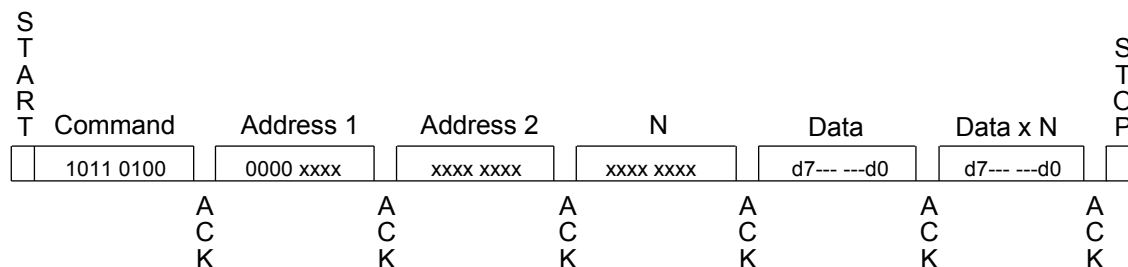 START
Command Address 1 Address 2 N Data Data x N
STOP
1011 0100 0000 xxxx xxxx xxxx xxxx xxxx d7--- ---d0 d7--- ---d0
ACK ACK ACK ACK ACK ACK